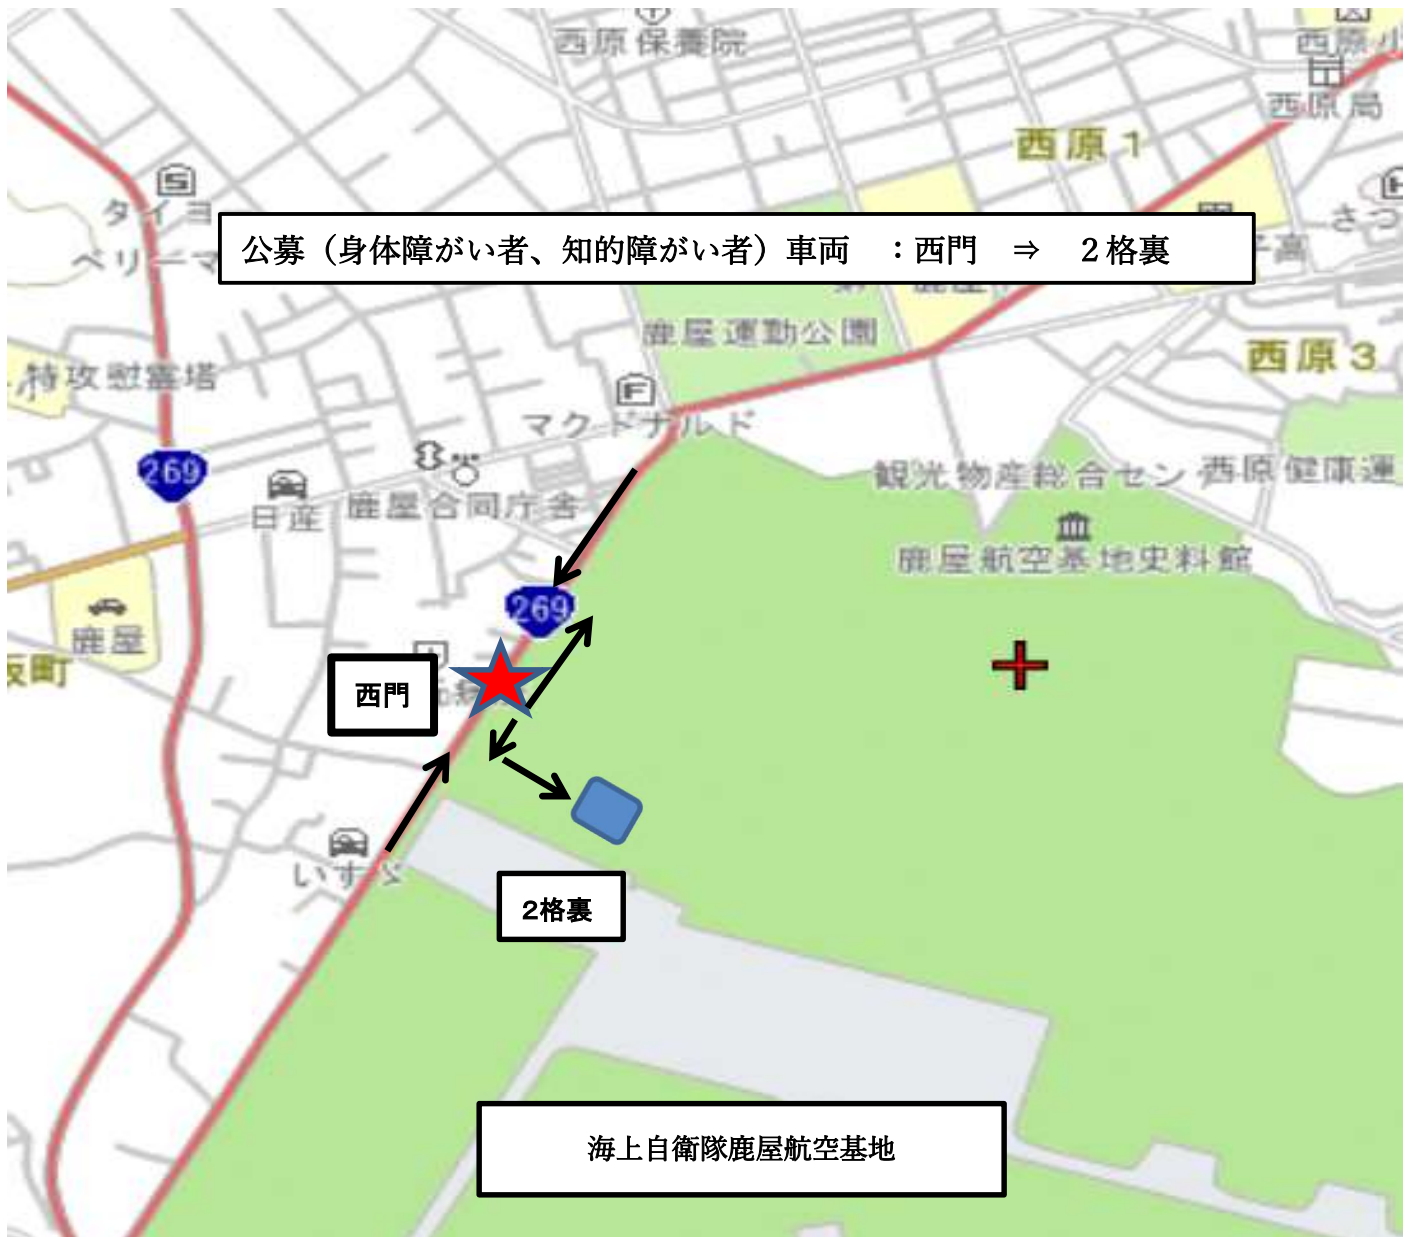 西原保養院
西原小
西原局
西原1
タイヨ
さつ
公募（身体障がい者、知的障がい者）車両　：西門　⇒　２格裏
ベリーマ
鹿屋運動公園
西原3
特攻慰霊塔
マクドナルド
269
観光物産総合セン
西原健康運
日産
鹿屋合同庁舎
鹿屋航空基地史料館
269
鹿屋
西門
いすゞ
2格裏
海上自衛隊鹿屋航空基地